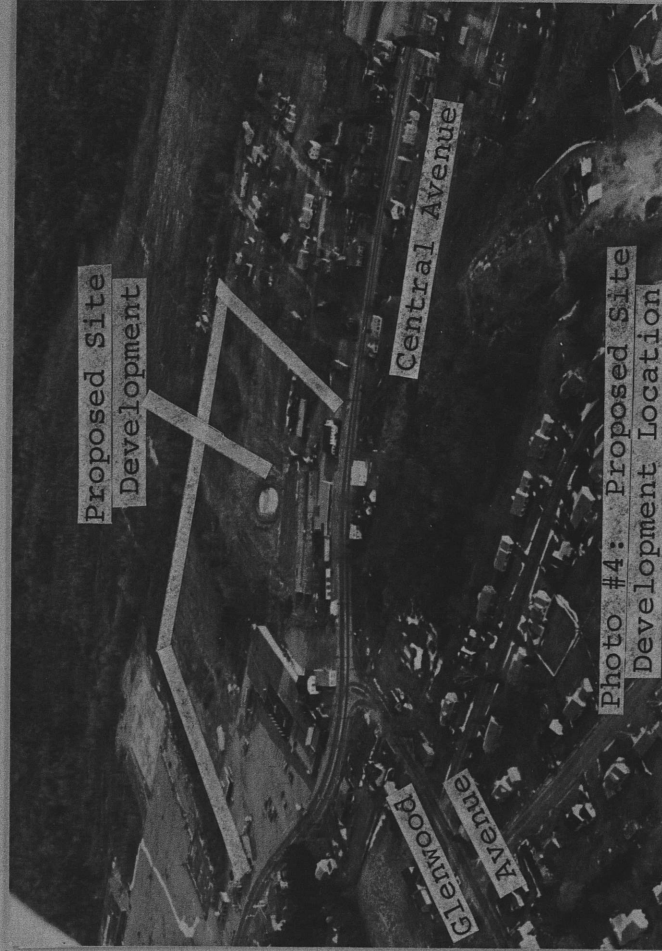 Proposed Site
Development
Central Avenue
Glenwood
Avenue
Photo #4: Proposed Site
Development Location